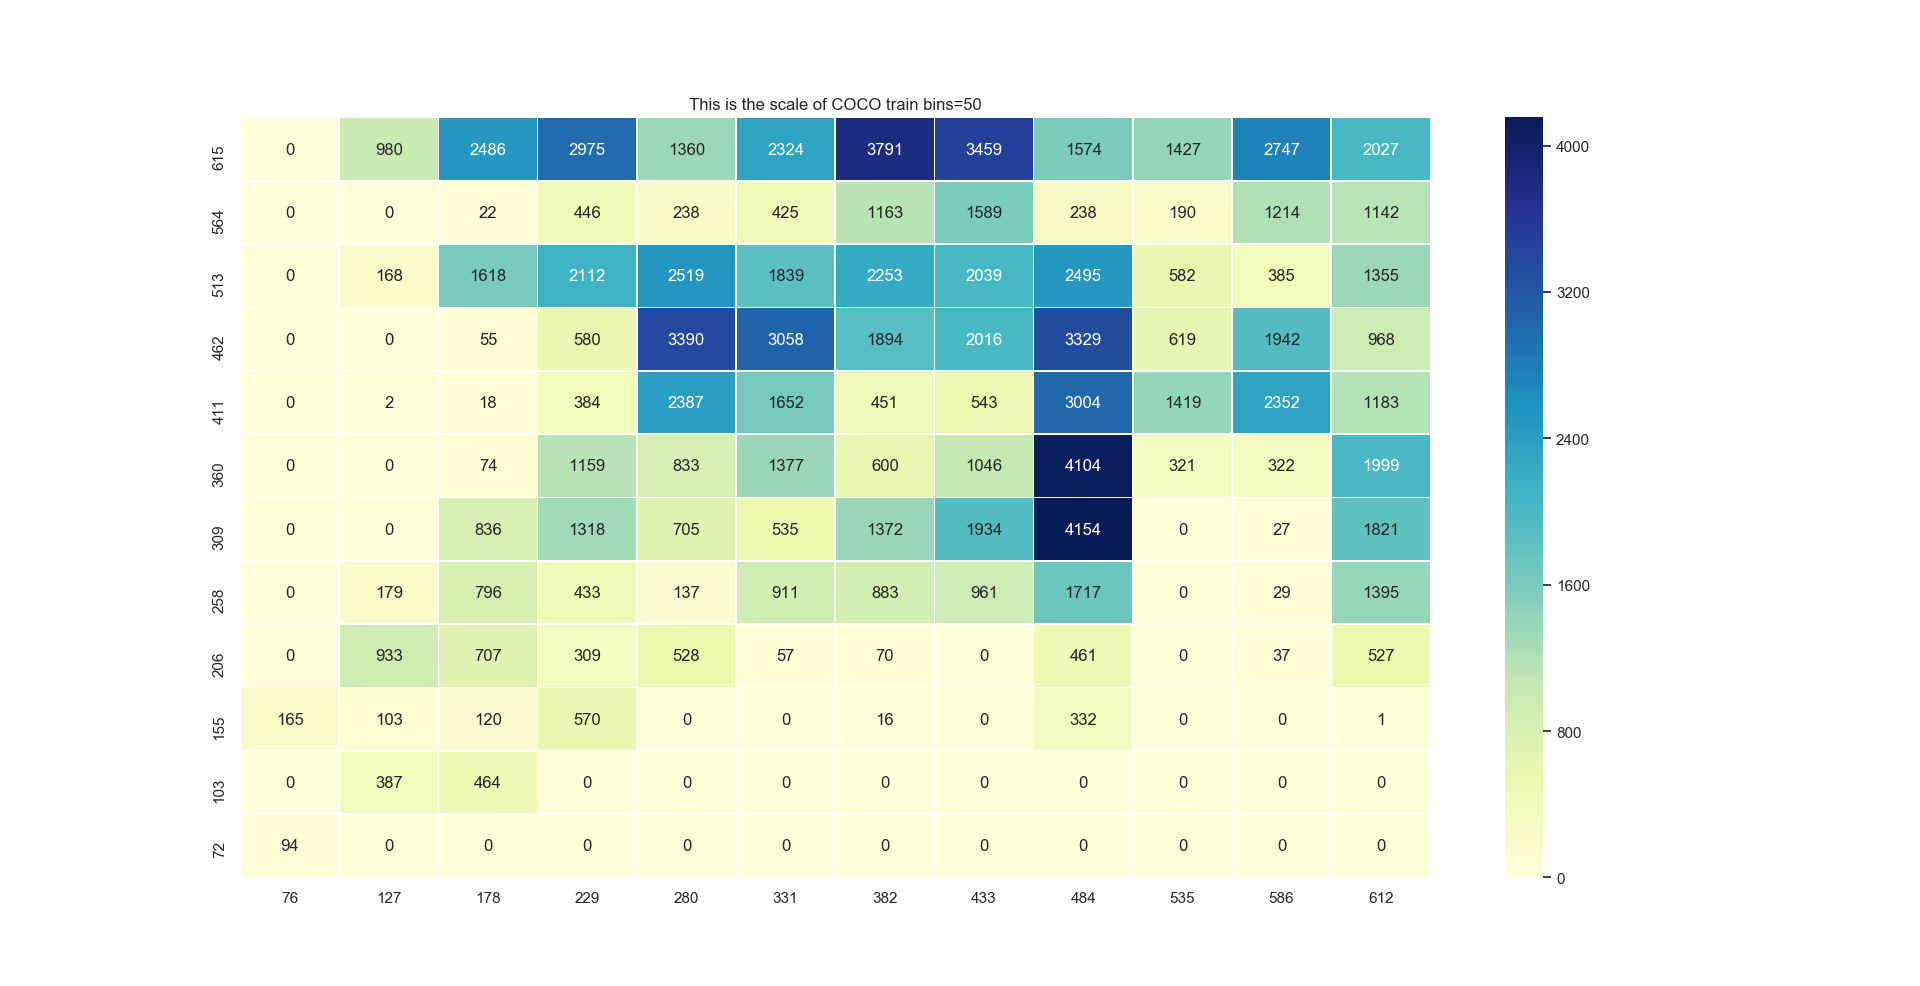 This is the scale of COCO train bins=50
615 0 980 2486 2975 1360 2324 3791 3459 1574 1427 2747 2027
564 0 0 22 446 238 425 1163 1589 238 190 1214 1142
513 0 168 1618 2112 2519 1839 2253 2039 2495 582 385 1355
462 0 0 55 580 3390 3058 1894 2016 3329 619 1942 968
411 0 2 18 384 2387 1652 451 543 3004 1419 2352 1183
360 0 0 74 1159 833 1377 600 1046 4104 321 322 1999
309 0 0 836 1318 705 535 1372 1934 4154 0 27 1821
258 0 179 796 433 137 911 883 961 1717 0 29 1395
206 0 933 707 309 528 57 70 0 461 0 37 527
155 165 103 120 570 0 0 16 0 332 0 0 1
103 0 387 464 0 0 0 0 0 0 0 0 0
72 94 0 0 0 0 0 0 0 0 0 0 0
76 127 178 229 280 331 382 433 484 535 586 612
4000
3200
2400
1600
800
0